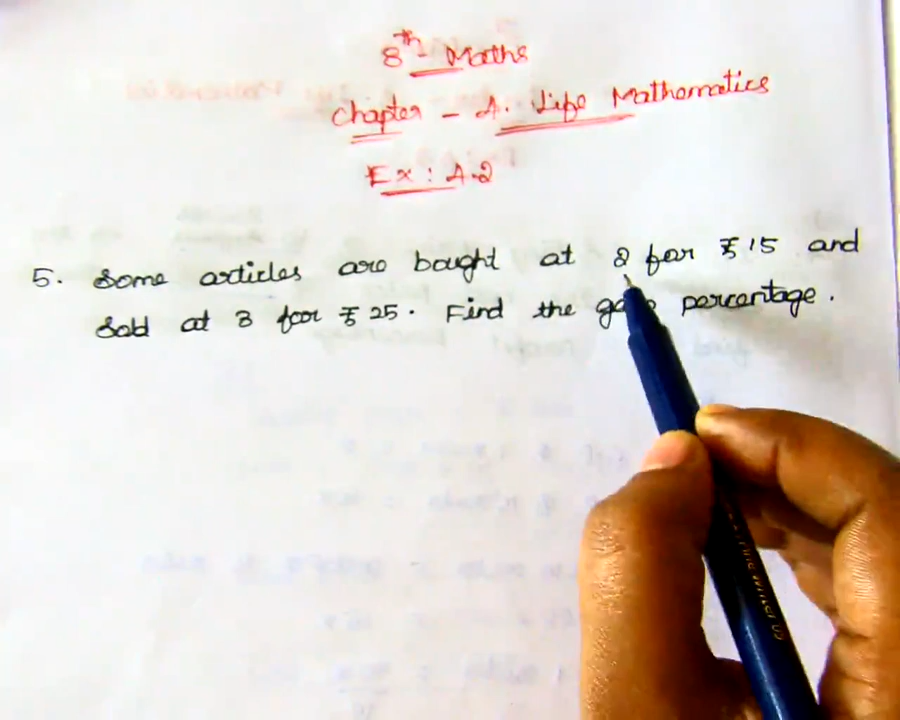 8th Maths
Chapter - 4. Life Mathematics
Ex: 4.2
5. Some articles are bought at 2 for ₹15 and
Sold at 3 for ₹25. Find the percentage.